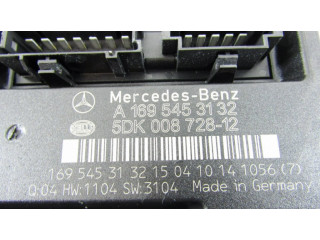 Mercedes-Benz
A 169 545 31 32
HELLA 5DK 008 728-12
169 545 31 32 15 04 10 14 1056 (7)
Q:04 HW:1104 SW:3104 Made in Germany